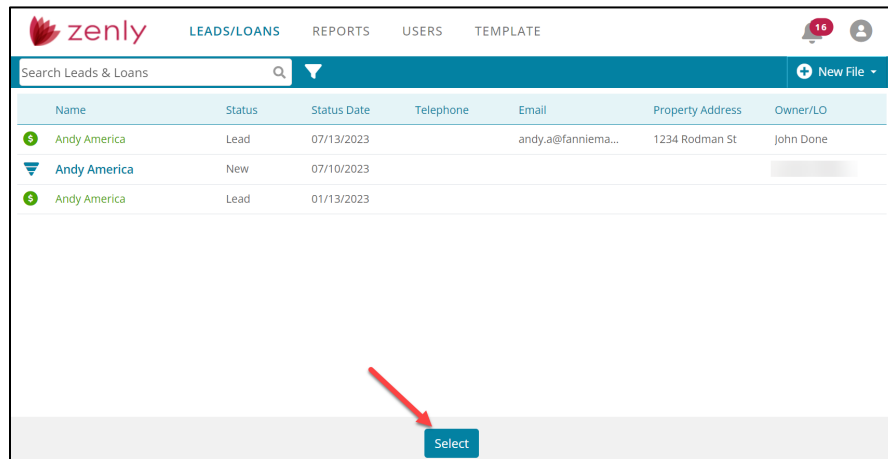 zenly LEADS/LOANS REPORTS USERS TEMPLATE 16
Search Leads & Loans New File
Name Status Status Date Telephone Email Property Address Owner/LO
$ Andy America Lead 07/13/2023 andy.a@fanniema... 1234 Rodman St John Done
Andy America New 07/10/2023
$ Andy America Lead 01/13/2023
Select